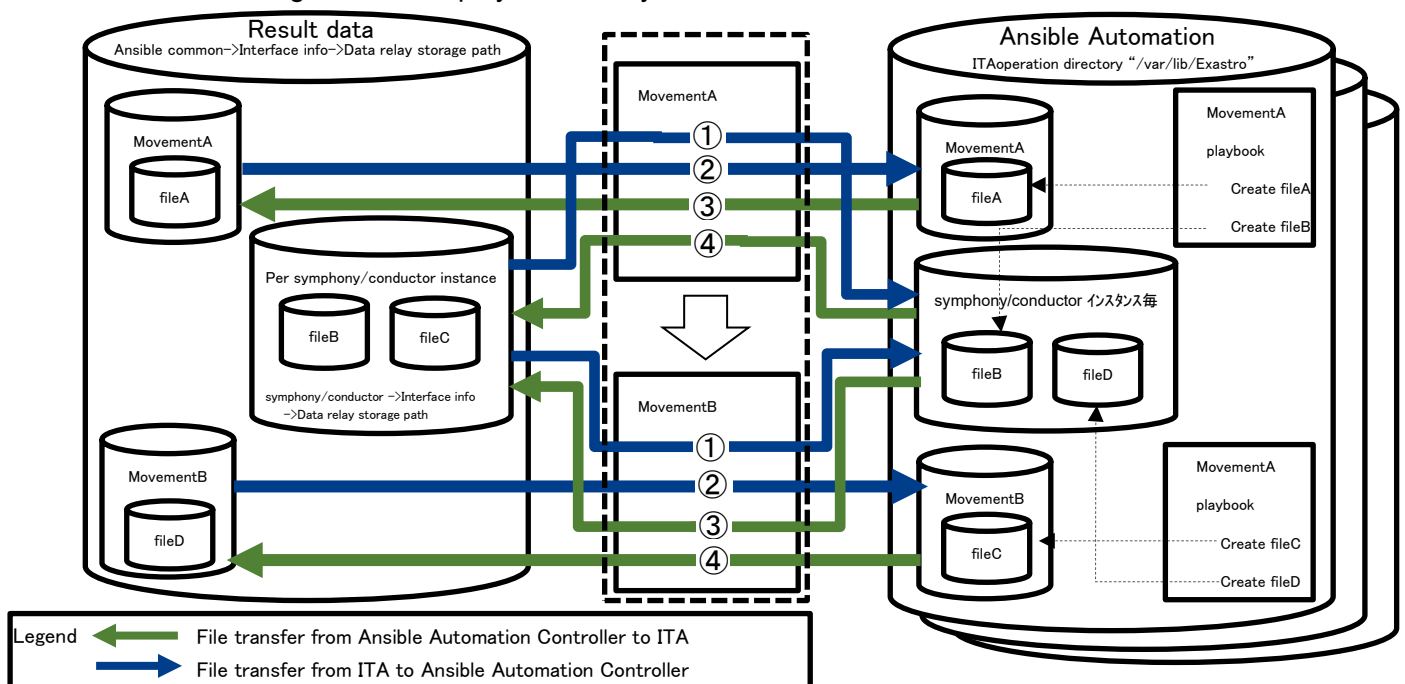 Result data
Ansible common->Interface info->Data relay storage path
MovementA
fileA
Per symphony/conductor instance
fileB
fileC
symphony/conductor ->Interface info
->Data relay storage path
MovementB
fileD
MovementA
①
②
③
④
MovementB
①
②
③
④
Ansible Automation
ITAoperation directory "/var/lib/Exastro"
MovementA
fileA
symphony/conductor インスタンス毎
fileB
fileD
MovementB
fileC
MovementA
playbook
Create fileA
Create fileB
MovementA
playbook
Create fileC
Create fileD
Legend
File transfer from Ansible Automation Controller to ITA
File transfer from ITA to Ansible Automation Controller